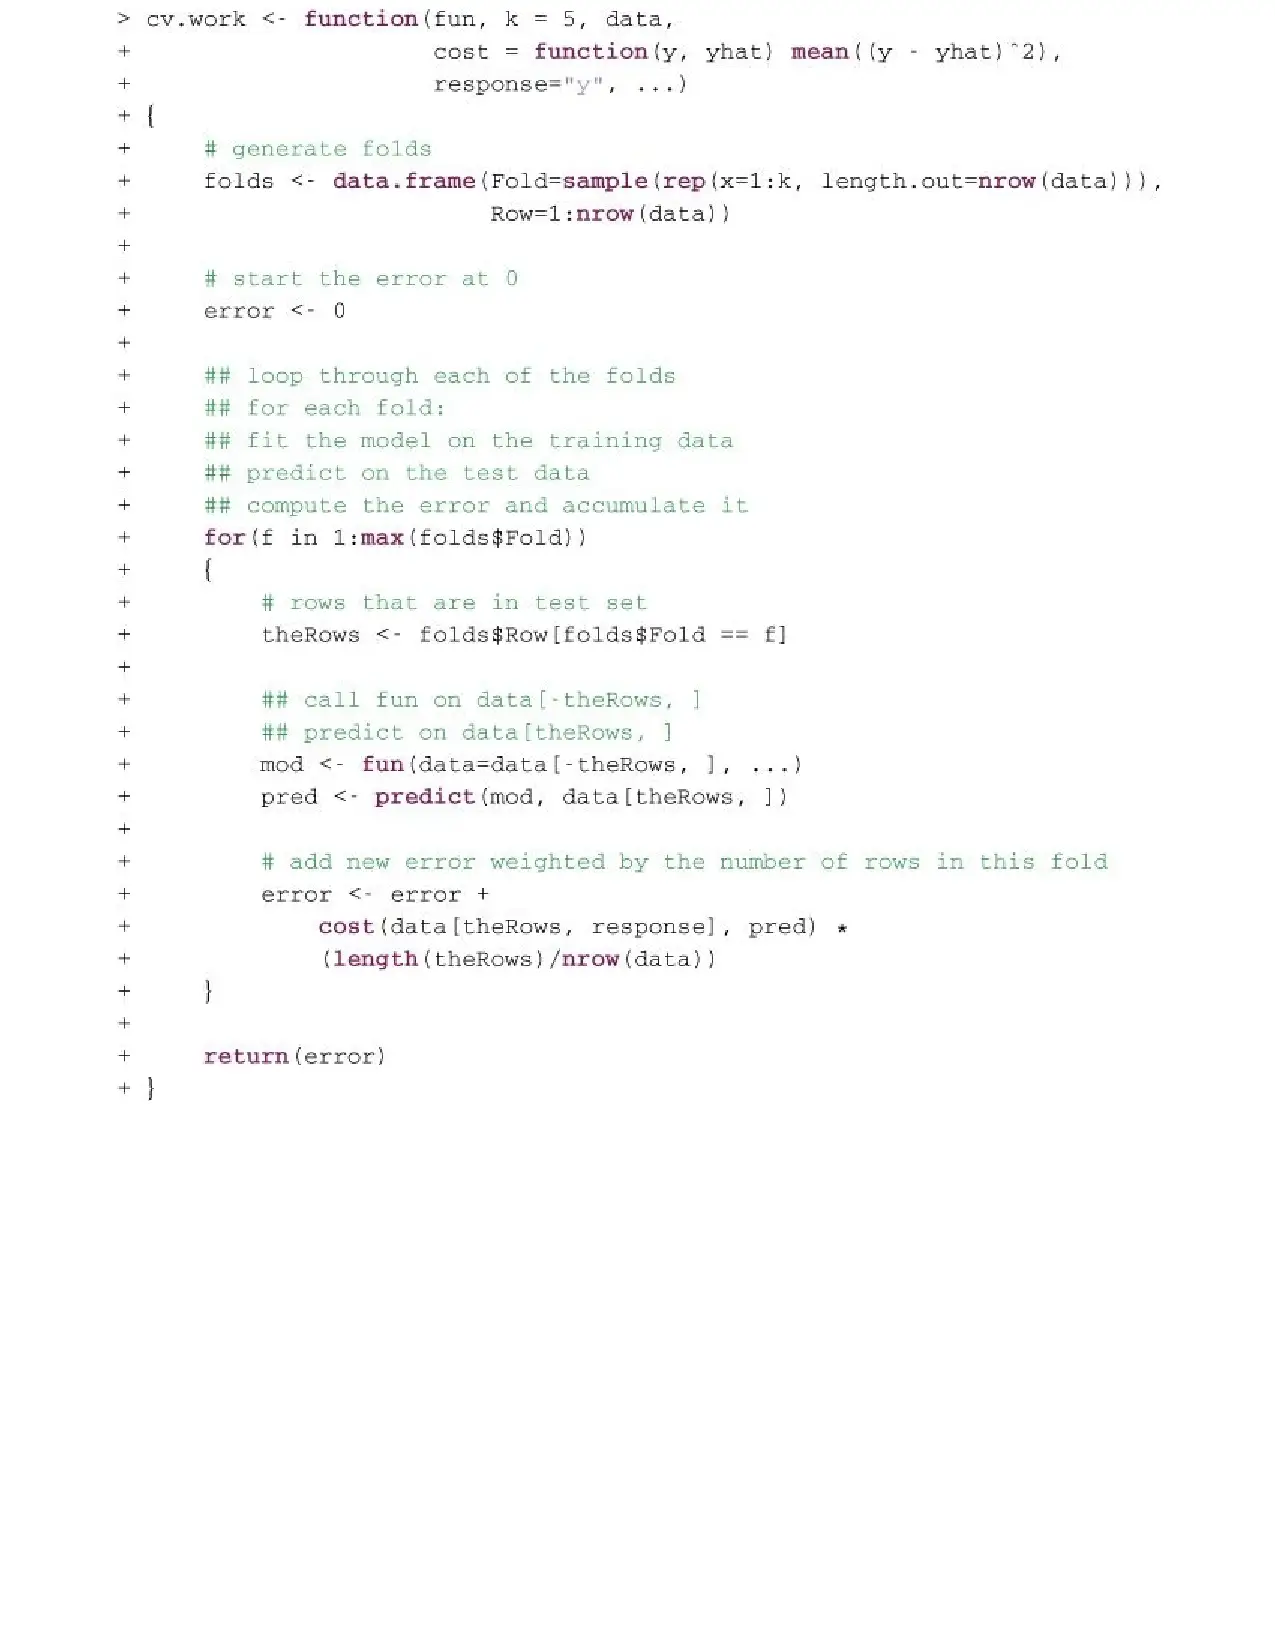 > cv.work <- function(fun, k = 5, data,
+                     cost = function(y, yhat) mean((y - yhat)^2),
+                     response="y", ...)
+ {
+     # generate folds
+     folds <- data.frame(Fold=sample(rep(x=1:k, length.out=nrow(data))),
+                         Row=1:nrow(data))
+
+     # start the error at 0
+     error <- 0
+
+     ## loop through each of the folds
+     ## for each fold:
+     ## fit the model on the training data
+     ## predict on the test data
+     ## compute the error and accumulate it
+     for(f in 1:max(folds$Fold))
+     {
+         # rows that are in test set
+         theRows <- folds$Row[folds$Fold == f]
+
+         ## call fun on data[-theRows, ]
+         ## predict on data[theRows, ]
+         mod <- fun(data=data[-theRows, ], ...)
+         pred <- predict(mod, data[theRows, ])
+
+         # add new error weighted by the number of rows in this fold
+         error <- error +
+             cost(data[theRows, response], pred) *
+             (length(theRows)/nrow(data))
+     }
+
+     return(error)
+ }